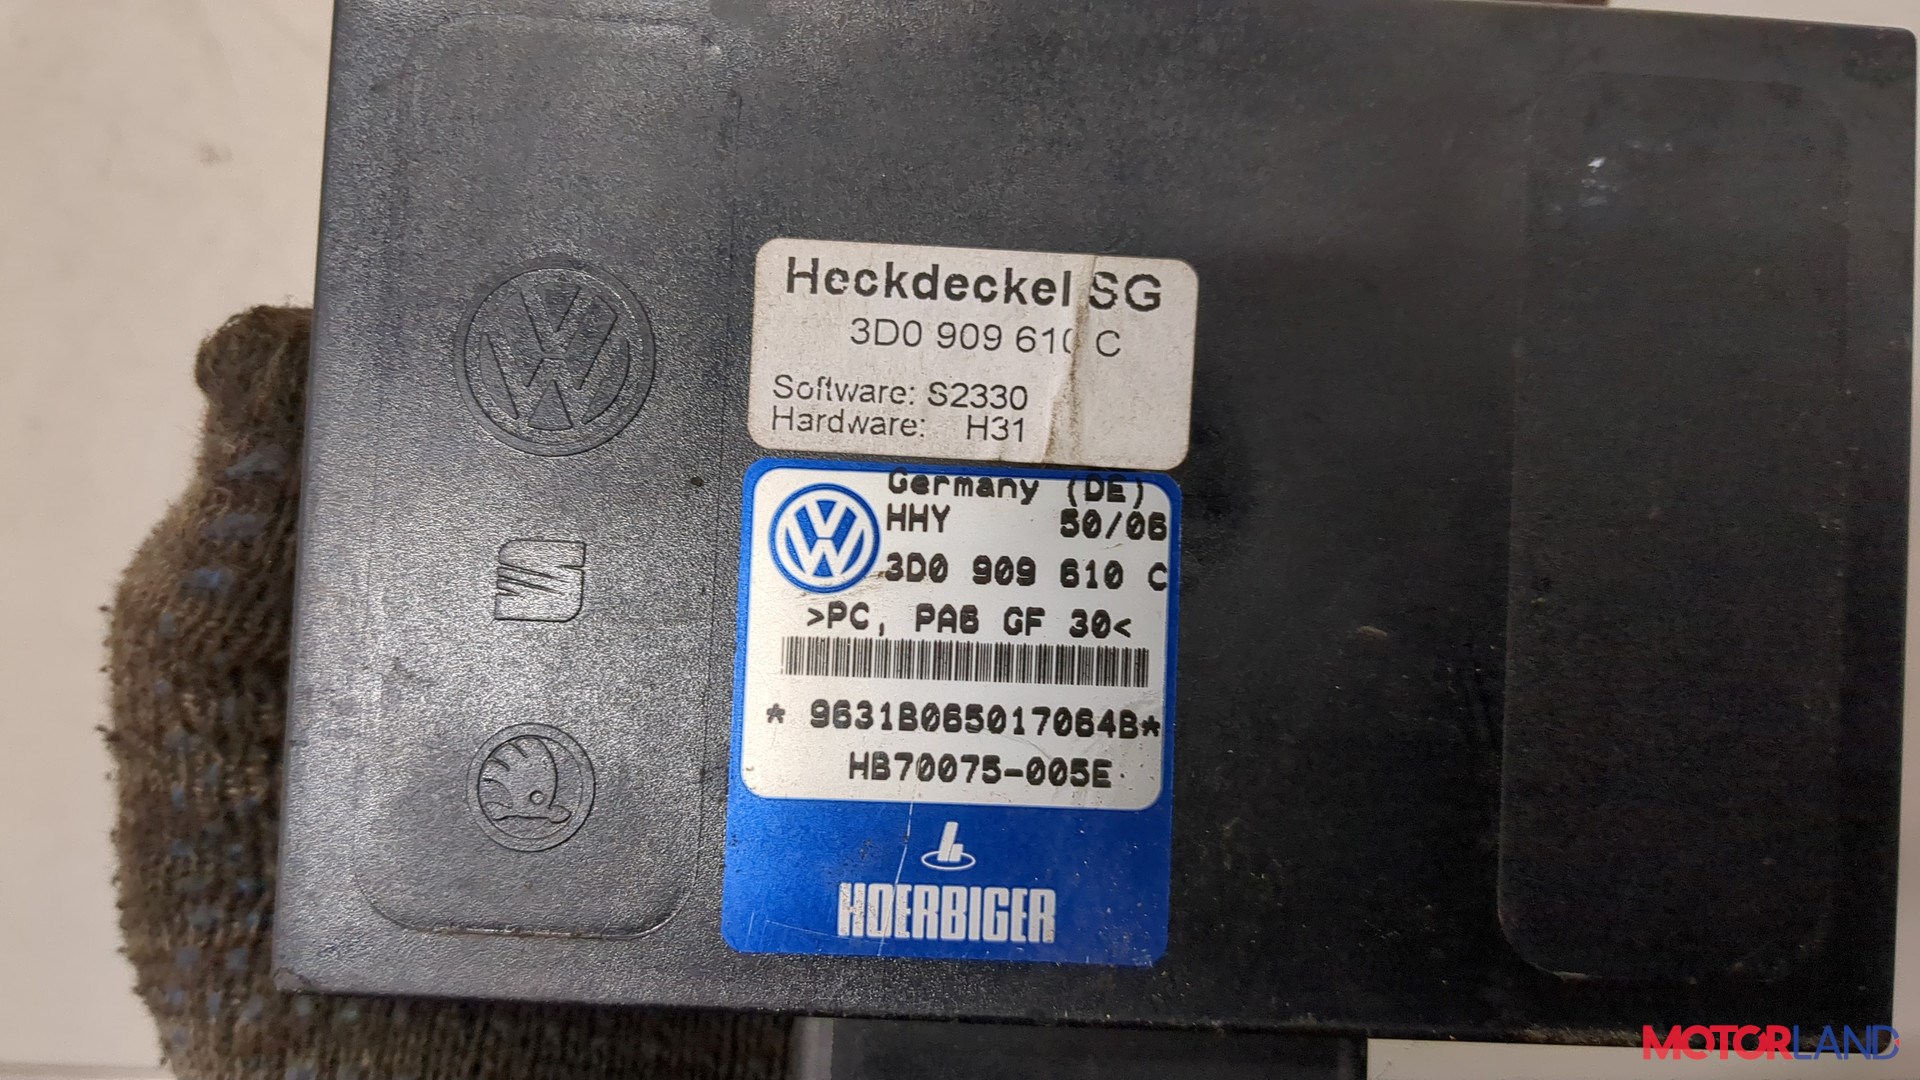 Heckdeckel SG
3D0 909 610 C
Software: S2330
Hardware: H31
Germany (DE)
HHY 50/06
3D0 909 610 C
>PC, PA6 GF 30<
* 9631B065017064B*
HB70075-005E
HOERBIGER
MOTORLAND